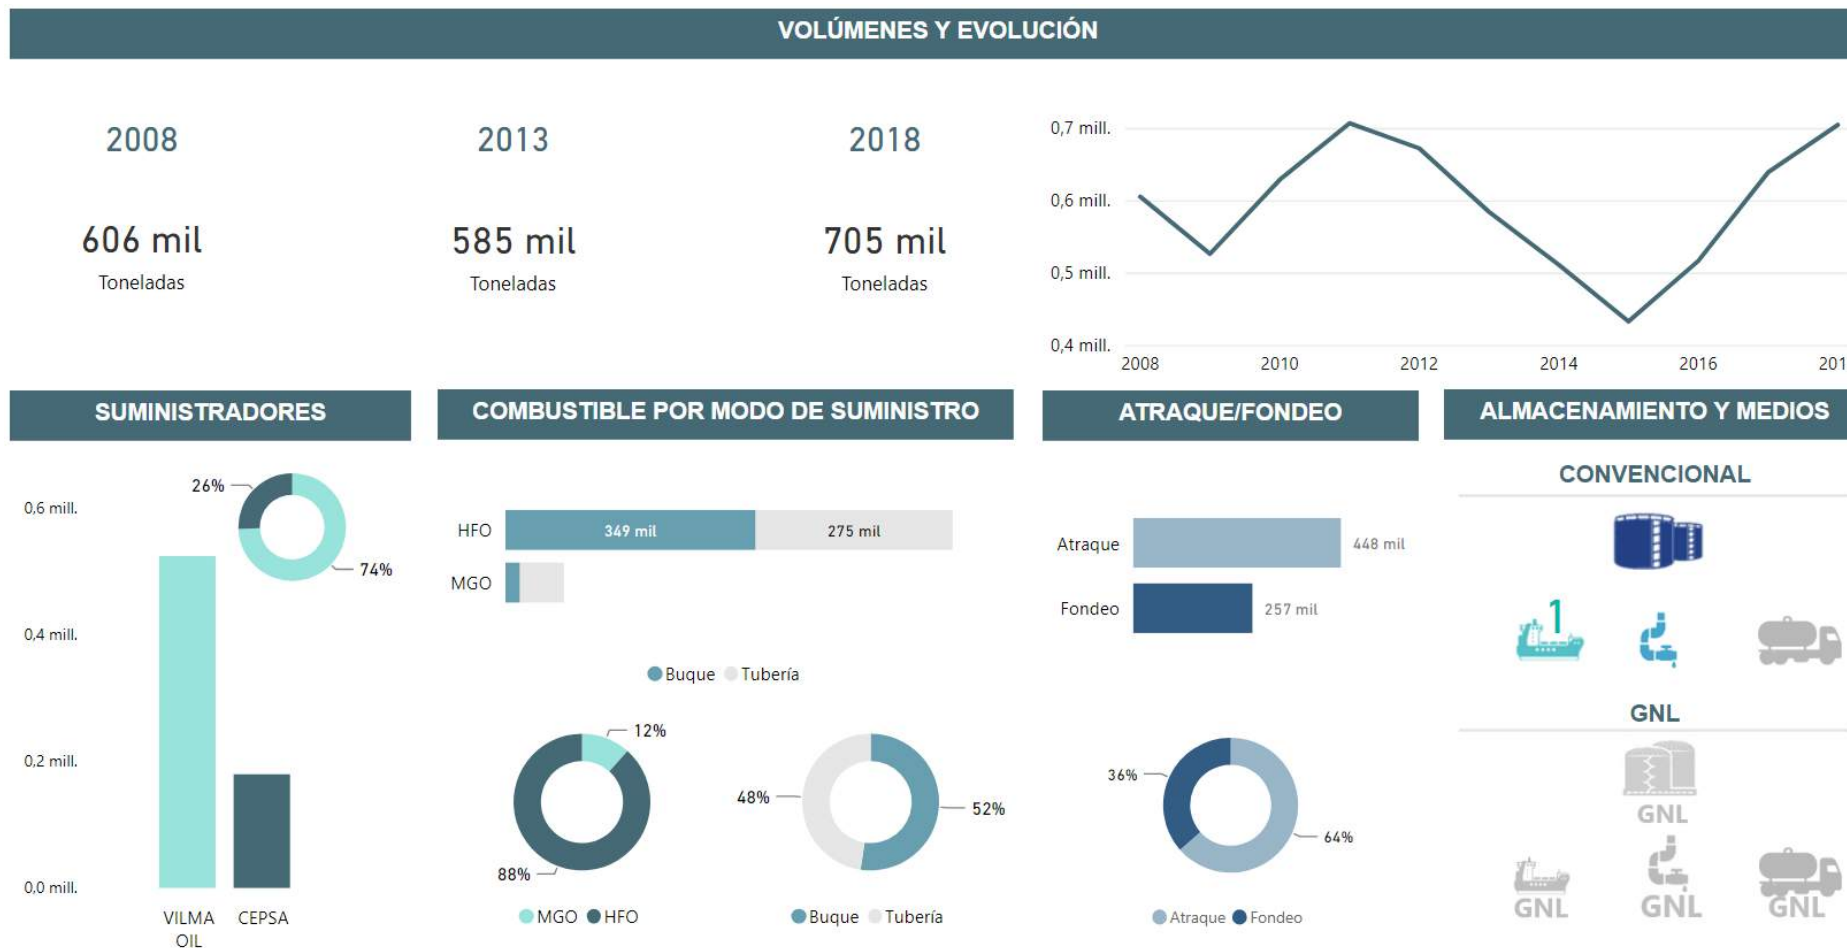 VOLÚMENES Y EVOLUCIÓN
2008
606 mil
Toneladas
2013
585 mil
Toneladas
2018
705 mil
Toneladas
0,7 mill.
0,6 mill.
0,5 mill.
0,4 mill.
2008
2010
2012
2014
2016
201
SUMINISTRADORES
26%
74%
0,6 mill.
0,4 mill.
0,2 mill.
0,0 mill.
VILMA
OIL
CEPSA
COMBUSTIBLE POR MODO DE SUMINISTRO
HFO
349 mil
275 mil
MGO
Buque
Tubería
12%
88%
MGO
HFO
48%
52%
Buque
Tubería
ATRAQUE/FONDEO
Atraque
448 mil
Fondeo
257 mil
36%
64%
Atraque
Fondeo
ALMACENAMIENTO Y MEDIOS
CONVENCIONAL
1
GNL
GNL
GNL
GNL
GNL